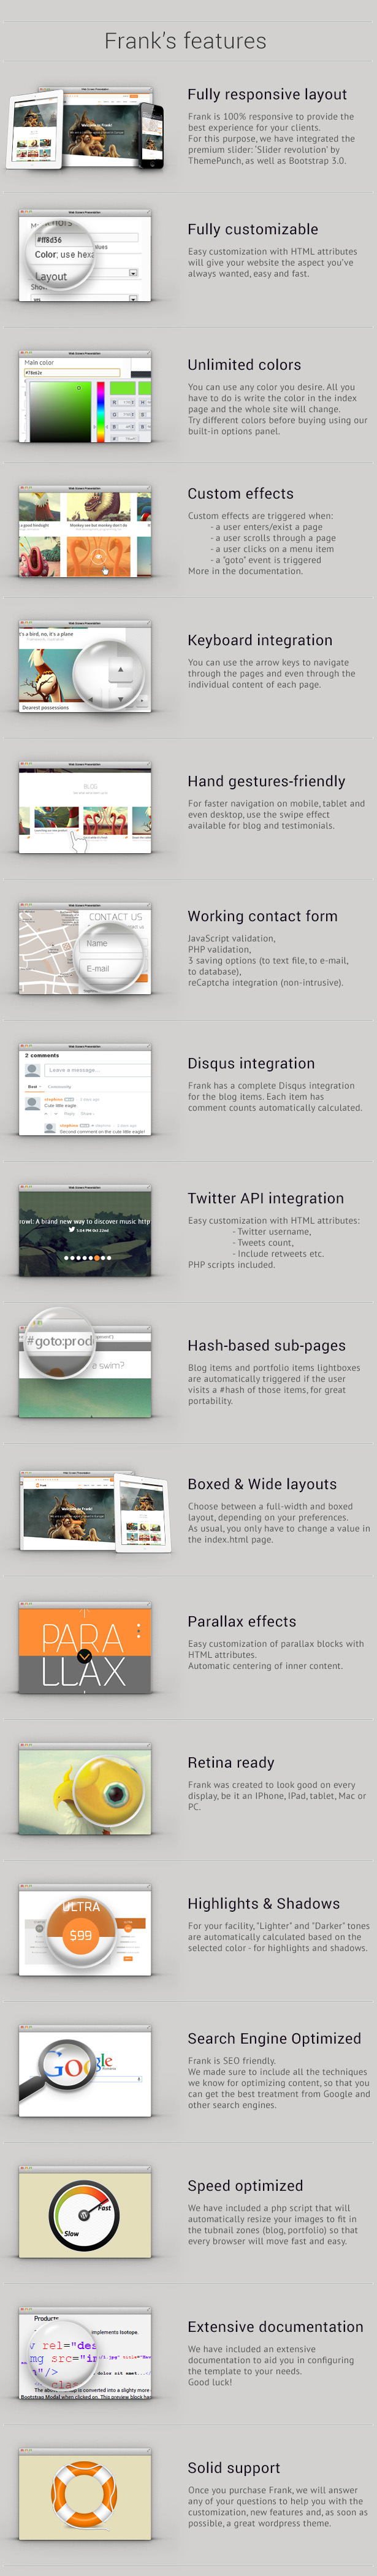 Frank's features
Fully responsive layout
Frank is 100% responsive to provide the
best experience for your clients.
For this purpose, we have integrated the
premium slider: 'Slider revolution' by
ThemePunch, as well as Bootstrap 3.0.
#ff8d36
Color; use hex
Layout
Fully customizable
Easy customization with HTML attributes
will give your website the aspect you've
always wanted, easy and fast.
Main color
Unlimited colors
You can use any color you desire. All you
have to do is write the color in the index
page and the whole site will change.
Try different colors before buying using our
built-in options panel.
Custom effects
Custom effects are triggered when:
- a user enters/exist a page
- a user scrolls through a page
- a user clicks on a menu item
- a "goto" event is triggered
More in the documentation.
's a bird, no, it's a plane
Dearest possessions
Keyboard integration
You can use the arrow keys to navigate
through the pages and even through the
individual content of each page.
BLOG
Hand gestures-friendly
For faster navigation on mobile, tablet and
even desktop, use the swipe effect
available for blog and testimonials.
CONTACT US
Name
E-mail
Working contact form
JavaScript validation,
PHP validation,
3 saving options (to text file, to e-mail,
to database),
reCaptcha integration (non-intrusive).
2 comments
Leave a message...
Best
Community
Cute little eagle.
Reply
Share ›
Second comment on the cute little eagle!
Disqus integration
Frank has a complete Disqus integration
for the blog items. Each item has
comment counts automatically calculated.
owl: A brand new way to discover music http
Twitter API integration
Easy customization with HTML attributes:
- Twitter username,
- Tweets count,
- Include retweets etc.
PHP scripts included.
#goto:prod
e swim?
Hash-based sub-pages
Blog items and portfolio items lightboxes
are automatically triggered if the user
visits a #hash of those items, for great
portability.
Boxed & Wide layouts
Choose between a full-width and boxed
layout, depending on your preferences.
As usual, you only have to change a value in
the index.html page.
PARA
LLAX
Parallax effects
Easy customization of parallax blocks with
HTML attributes.
Automatic centering of inner content.
Retina ready
Frank was created to look good on every
display, be it an IPhone, IPad, tablet, Mac or
PC.
ULTRA
$99
Highlights & Shadows
For your facility, "Lighter" and "Darker" tones
are automatically calculated based on the
selected color - for highlights and shadows.
Google
Search Engine Optimized
Frank is SEO friendly.
We made sure to include all the techniques
we know for optimizing content, so that you
can get the best treatment from Google and
other search engines.
Fast
Slow
Speed optimized
We have included a php script that will
automatically resize your images to fit in
the tubnail zones (blog, portfolio) so that
every browser will move fast and easy.
Products
implements Isotope.
v rel="des
mg src="im
"/>
Extensive documentation
We have included an extensive
documentation to aid you in configuring
the template to your needs.
Good luck!
Solid support
Once you purchase Frank, we will answer
any of your questions to help you with the
customization, new features and, as soon as
possible, a great wordpress theme.